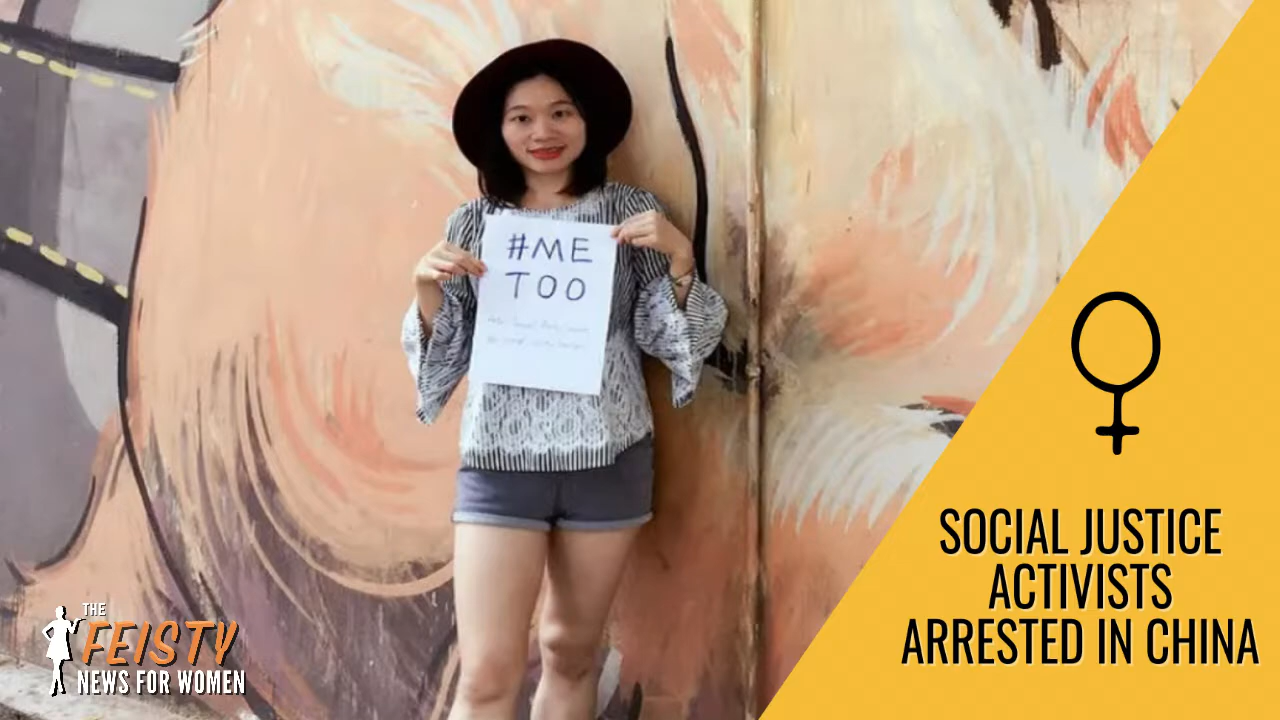 #ME
TOO
SOCIAL JUSTICE
ACTIVISTS
ARRESTED IN CHINA
THE
FEISTY
NEWS FOR WOMEN